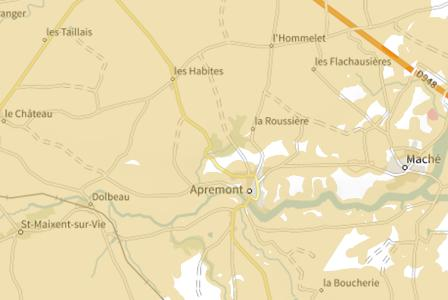 anger
les Taillais
l'Hommelet
les Flachausières
les Habites
D948
le Château
la Roussière
Maché
Apremont
Dolbeau
St-Maixent-sur-Vie
la Boucherie